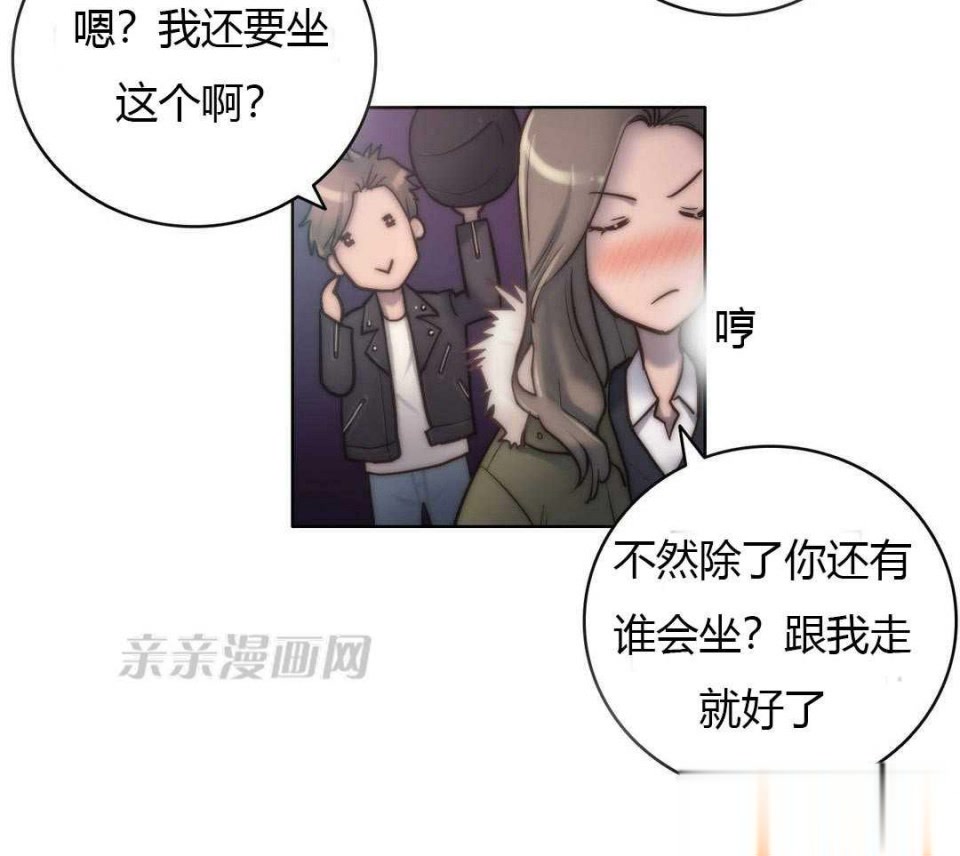 嗯？我还要坐
这个啊？
哼
不然除了你还有
谁会坐？跟我走
就好了
亲亲漫画网